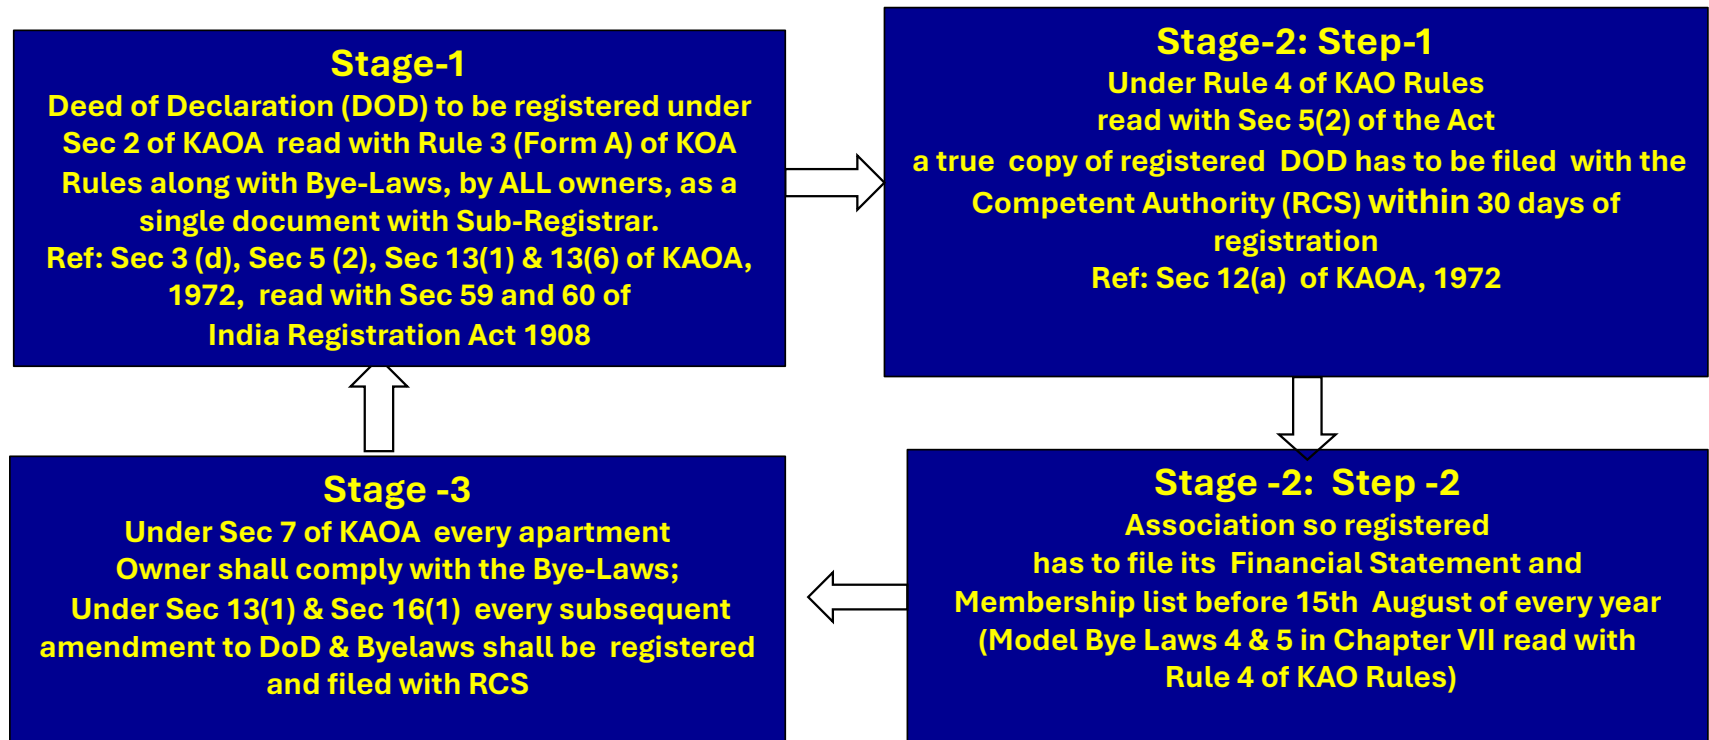 Stage-1
Deed of Declaration (DOD) to be registered under
Sec 2 of KAOA read with Rule 3 (Form A) of KOA
Rules along with Bye-Laws, by ALL owners, as a
single document with Sub-Registrar.
Ref: Sec 3 (d), Sec 5 (2), Sec 13(1) & 13(6) of KAOA,
1972, read with Sec 59 and 60 of
India Registration Act 1908
Stage-2: Step-1
Under Rule 4 of KAO Rules
read with Sec 5(2) of the Act
a true copy of registered DOD has to be filed with the
Competent Authority (RCS) within 30 days of
registration
Ref: Sec 12(a) of KAOA, 1972
Stage -2: Step -2
Association so registered
has to file its Financial Statement and
Membership list before 15th August of every year
(Model Bye Laws 4 & 5 in Chapter VII read with
Rule 4 of KAO Rules)
Stage -3
Under Sec 7 of KAOA every apartment
Owner shall comply with the Bye-Laws;
Under Sec 13(1) & Sec 16(1) every subsequent
amendment to DoD & Byelaws shall be registered
and filed with RCS